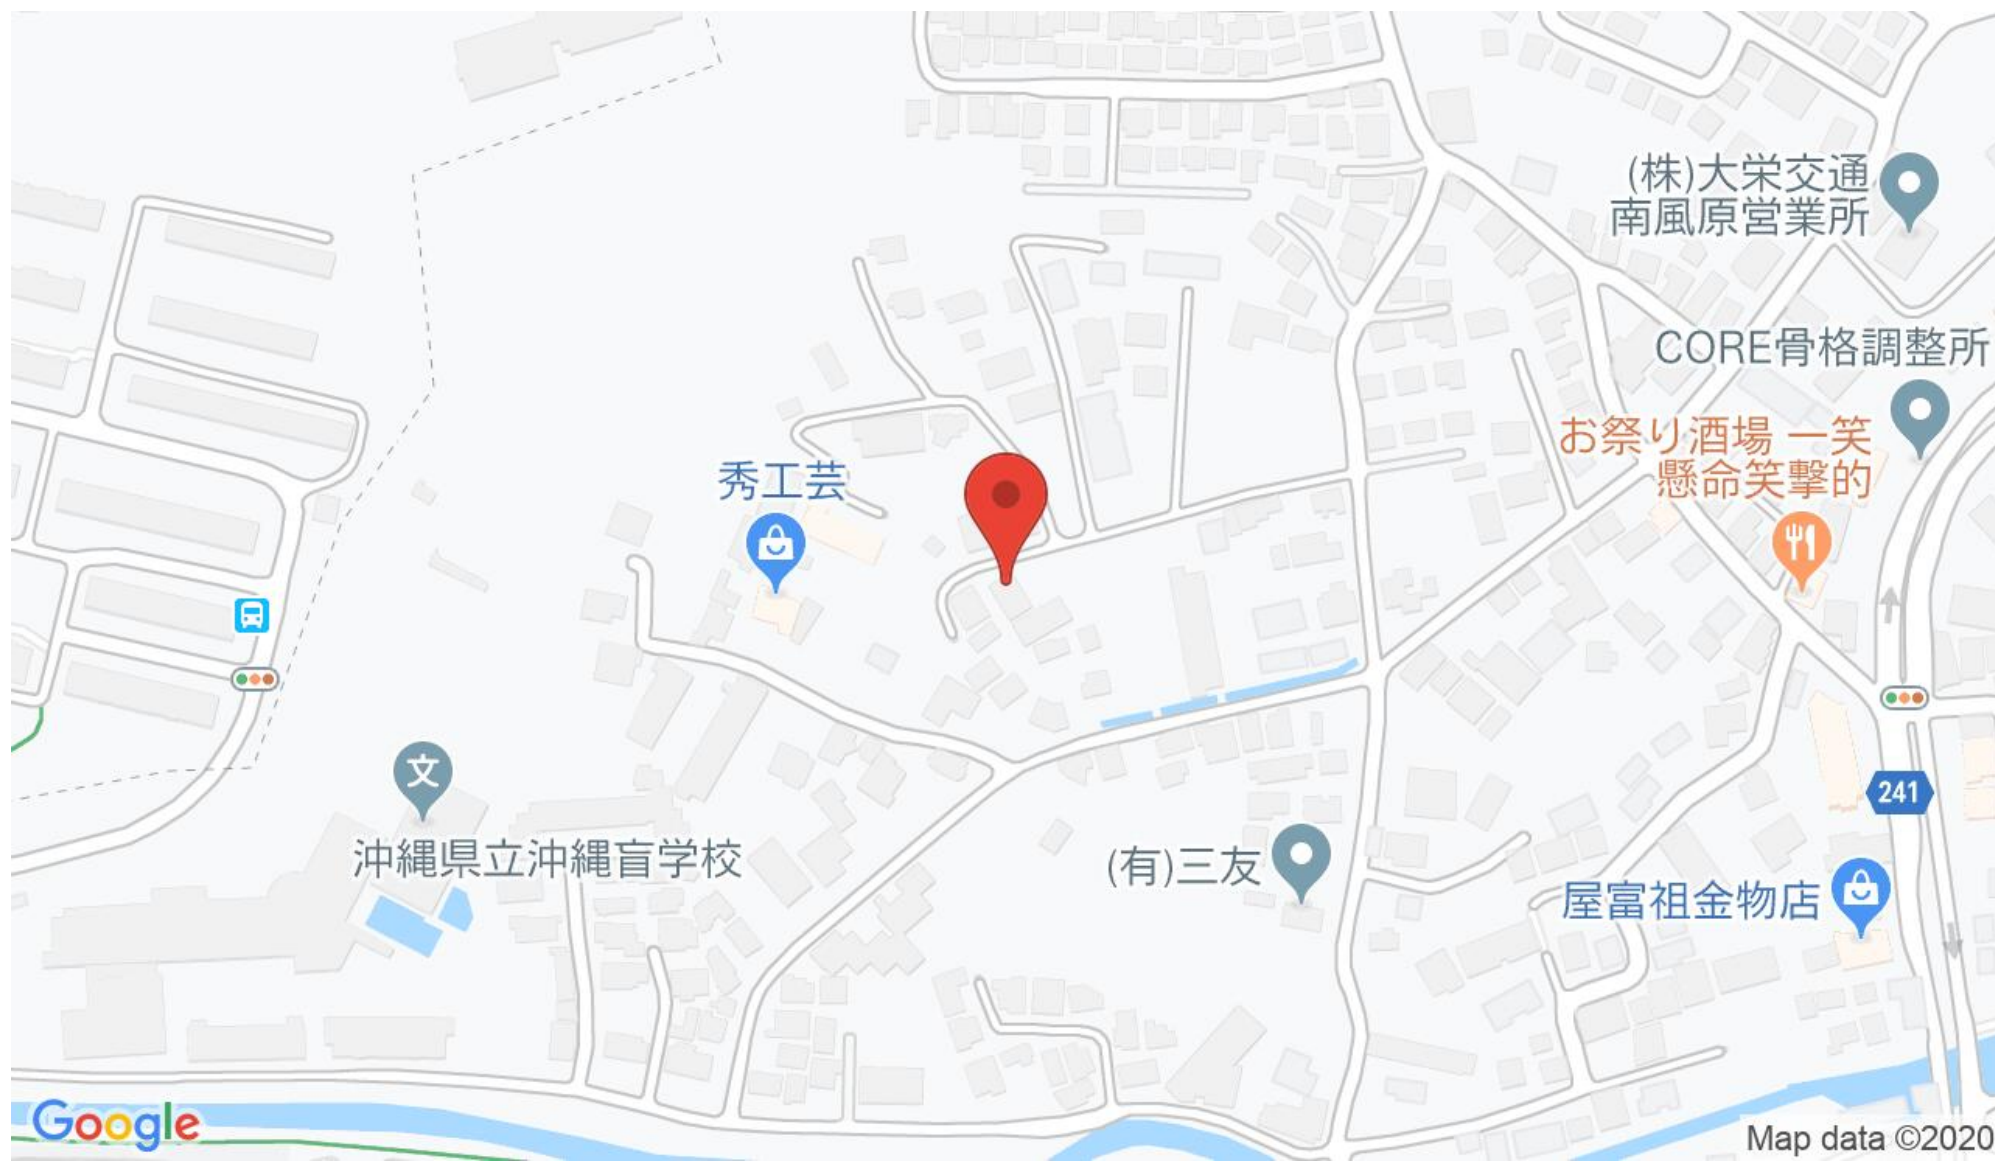 (株)大栄交通
南風原営業所
CORE骨格調整所
お祭り酒場 一笑
懸命笑撃的
秀工芸
文
沖縄県立沖縄盲学校
241
(有)三友
屋富祖金物店
Google
Map data ©2020